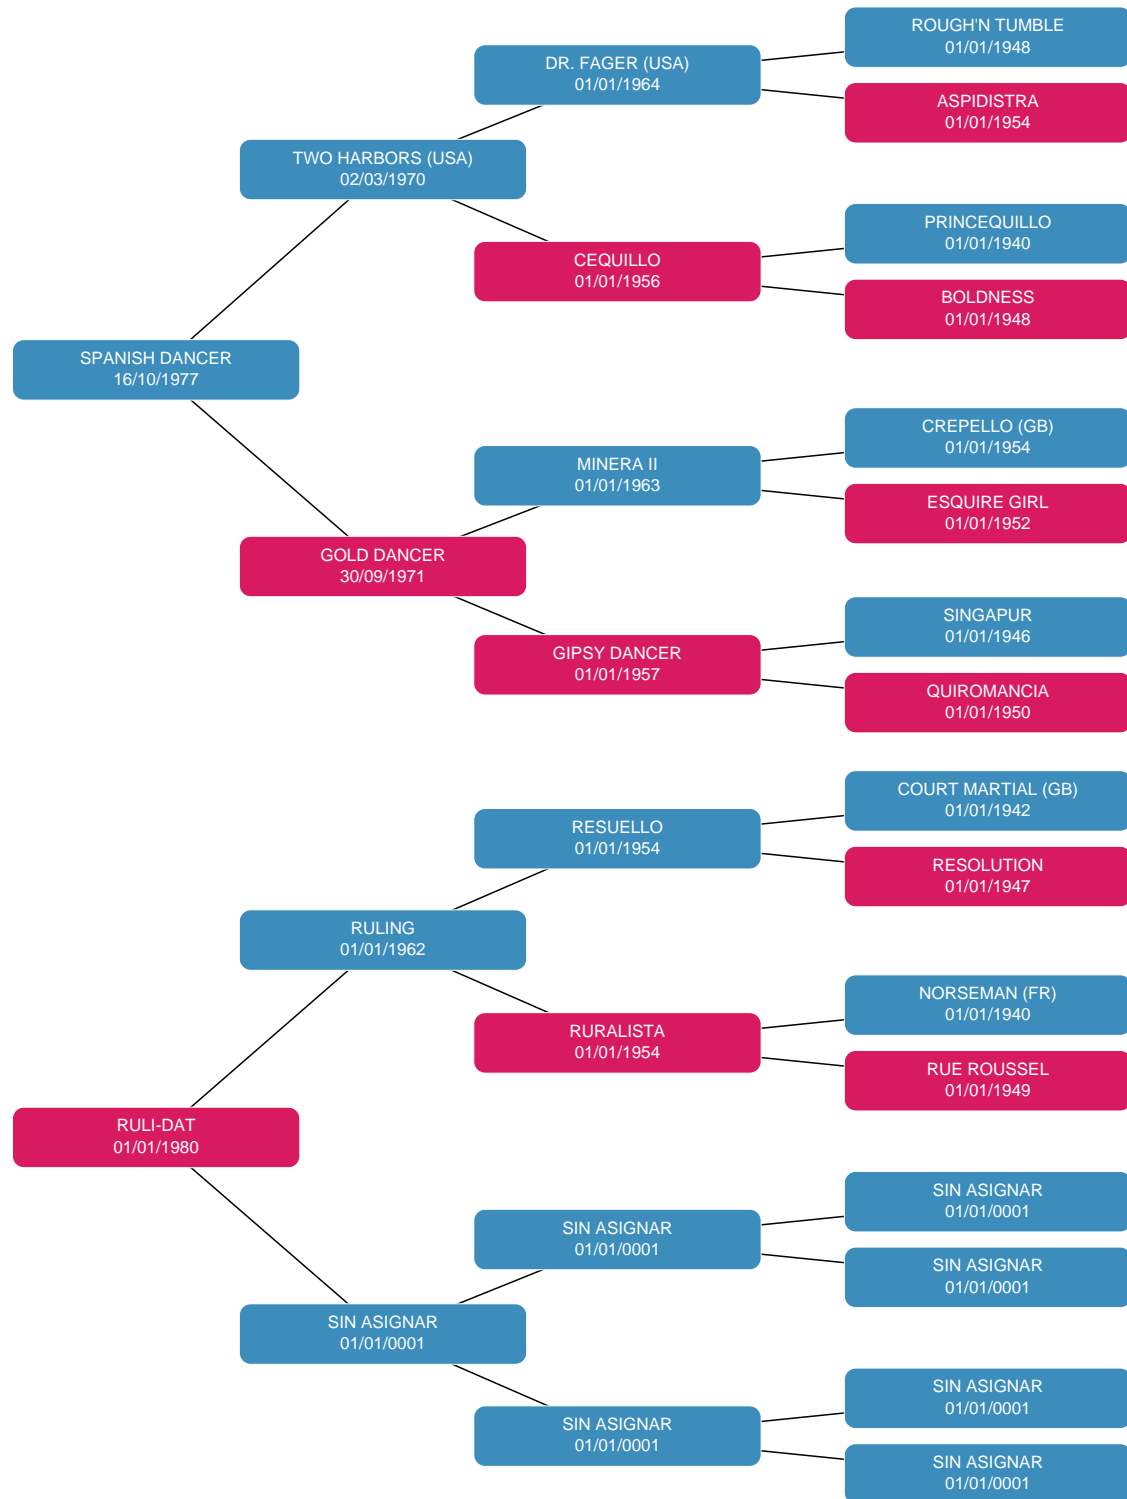 ROUGH'N TUMBLE
01/01/1948
DR. FAGER (USA)
01/01/1964
ASPIDISTRA
01/01/1954
TWO HARBORS (USA)
02/03/1970
PRINCEQUILLO
01/01/1940
CEQUILLO
01/01/1956
BOLDNESS
01/01/1948
SPANISH DANCER
16/10/1977
CREPELLO (GB)
01/01/1954
MINERA II
01/01/1963
ESQUIRE GIRL
01/01/1952
GOLD DANCER
30/09/1971
SINGAPUR
01/01/1946
GIPSY DANCER
01/01/1957
QUIROMANCIA
01/01/1950
COURT MARTIAL (GB)
01/01/1942
RESUELLO
01/01/1954
RESOLUTION
01/01/1947
RULING
01/01/1962
NORSEMAN (FR)
01/01/1940
RURALISTA
01/01/1954
RUE ROUSSEL
01/01/1949
RULI-DAT
01/01/1980
SIN ASIGNAR
01/01/0001
SIN ASIGNAR
01/01/0001
SIN ASIGNAR
01/01/0001
SIN ASIGNAR
01/01/0001
SIN ASIGNAR
01/01/0001
SIN ASIGNAR
01/01/0001
SIN ASIGNAR
01/01/0001